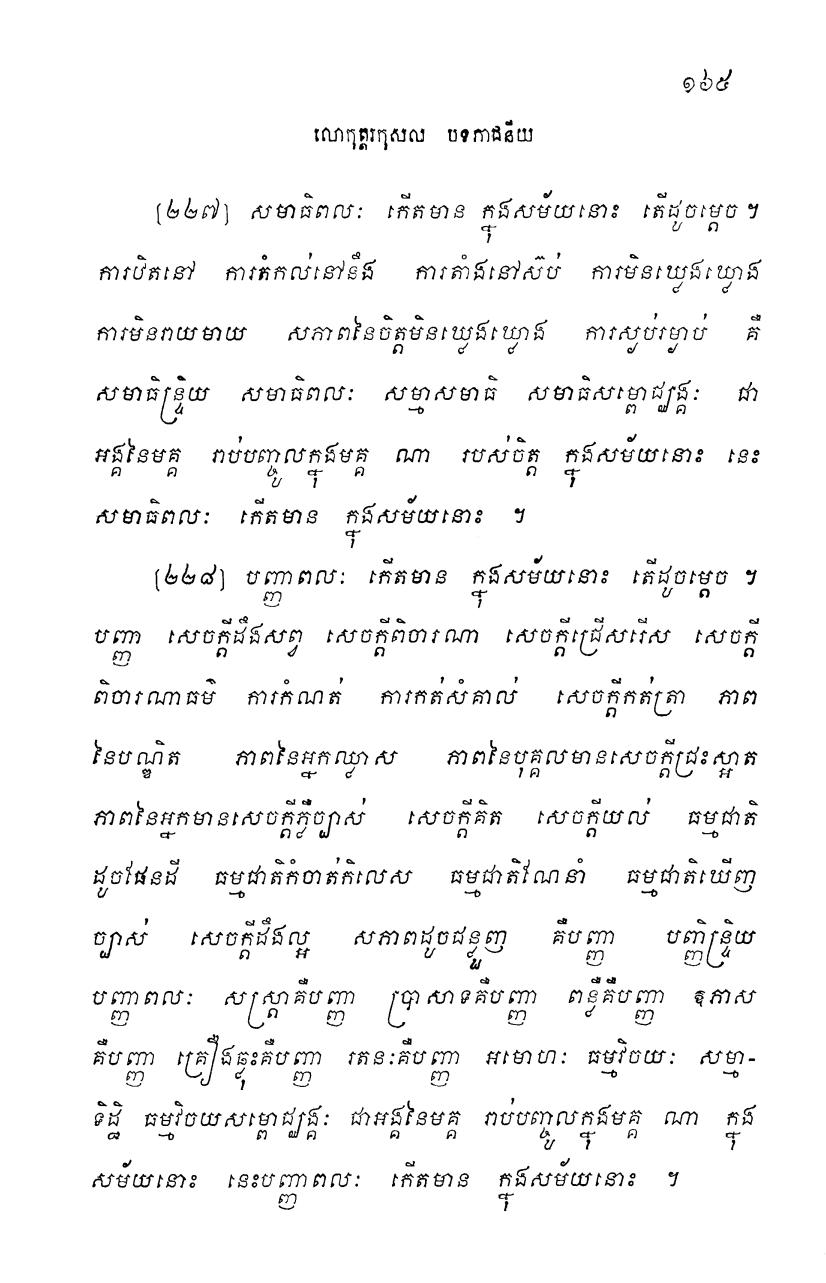 ១៦៥
លោកុត្តរកុសល បទភាជនីយ
[២២៧] សមាធិពលៈ កើតមាន ក្នុងសម័យនោះ តើដូចម្តេច ។
ការឋិតនៅ ការតំកល់នៅនឹង ការតាំងនៅស៊ប់ ការមិនឃ្លេងឃ្លោង
ការមិនរាយមាយ សភាពនៃចិត្តមិនឃ្លេងឃ្លោង ការស្ងប់រម្ងាប់ គឺ
សមាធិន្ទ្រិយ សមាធិពលៈ សម្មាសមាធិ សមាធិសម្ពោជ្ឈង្គៈ ជា
អង្គនៃមគ្គ រាប់បញ្ចូលក្នុងមគ្គ ណា របស់ចិត្ត ក្នុងសម័យនោះ នេះ
សមាធិពលៈ កើតមាន ក្នុងសម័យនោះ ។
[២២៨] បញ្ញាពលៈ កើតមាន ក្នុងសម័យនោះ តើដូចម្តេច ។
បញ្ញា សេចក្តីដឹងសព្វ សេចក្តីពិចារណា សេចក្តីជ្រើសរើស សេចក្តី
ពិចារណាធម៌ ការកំណត់ ការកត់សំគាល់ សេចក្តីកត់ត្រា ភាព
នៃបណ្ឌិត ភាពនៃអ្នកឈ្លាស ភាពនៃបុគ្គលមានសេចក្តីជ្រះស្អាត
ភាពនៃអ្នកមានសេចក្តីភ្លឺច្បាស់ សេចក្តីគិត សេចក្តីយល់ ធម្មជាតិ
ដូចផែនដី ធម្មជាតិកំចាត់កិលេស ធម្មជាតិណែនាំ ធម្មជាតិឃើញ
ច្បាស់ សេចក្តីដឹងល្អ សភាពដូចជន្លួញ គឺបញ្ញា បញ្ញិន្ទ្រិយ
បញ្ញាពលៈ សស្ត្រាគឺបញ្ញា ប្រាសាទគឺបញ្ញា ពន្លឺគឺបញ្ញា ឱភាស
គឺបញ្ញា គ្រឿងធ្លុះគឺបញ្ញា រតនៈគឺបញ្ញា អមោហៈ ធម្មវិចយៈ សម្មា-
ទិដ្ឋិ ធម្មវិចយសម្ពោជ្ឈង្គៈ ជាអង្គនៃមគ្គ រាប់បញ្ចូលក្នុងមគ្គ ណា ក្នុង
សម័យនោះ នេះបញ្ញាពលៈ កើតមាន ក្នុងសម័យនោះ ។